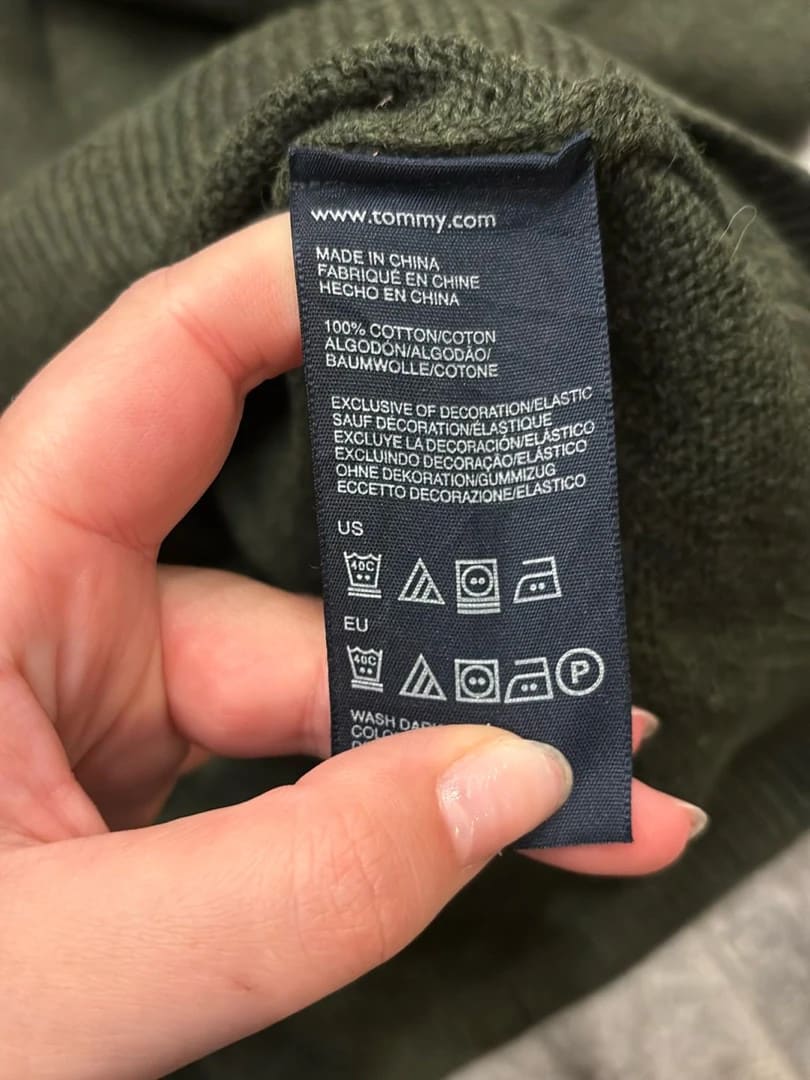 www.tommy.com
MADE IN CHINA
FABRIQUÉ EN CHINE
HECHO EN CHINA
100% COTTON/COTON
ALGODÓN/ALGODÃO/
BAUMWOLLE/COTONE
EXCLUSIVE OF DECORATION/ELASTIC
SAUF DÉCORATION/ÉLASTIQUE
EXCLUYE LA DECORACIÓN/ELÁSTICO
EXCLUINDO DECORAÇÃO/ELÁSTICO
OHNE DEKORATION/GUMMIZUG
ECCETTO DECORAZIONE/ELASTICO
US
40C
EU
40C
P
WASH